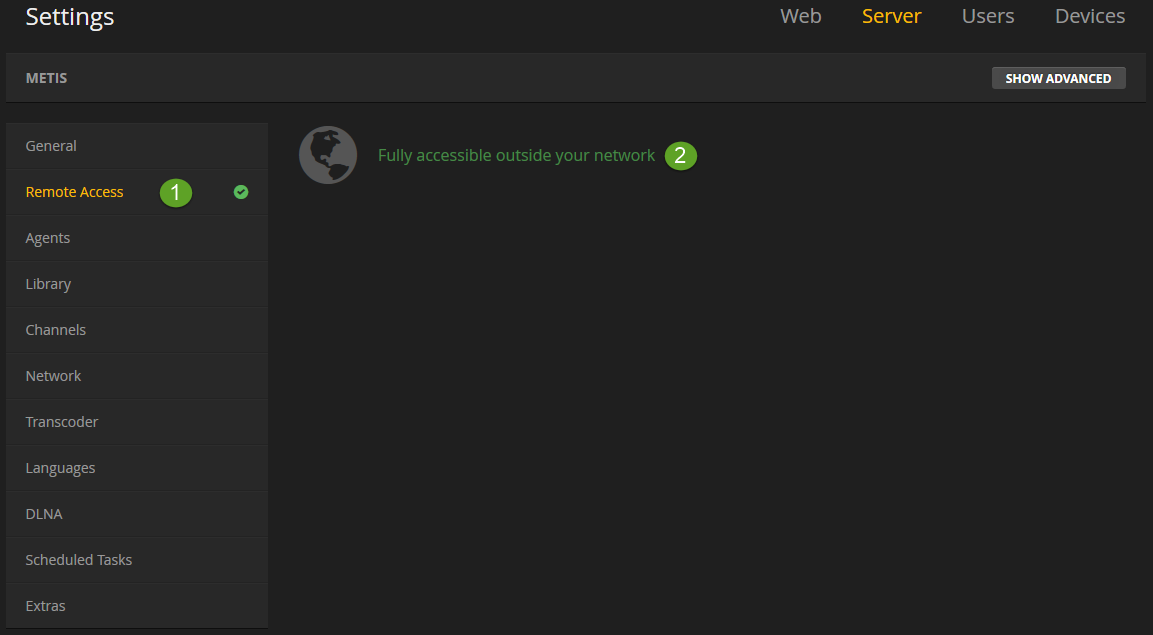 Settings
Web Server Users Devices
METIS
SHOW ADVANCED
General
Remote Access 1
Fully accessible outside your network 2
Agents
Library
Channels
Network
Transcoder
Languages
DLNA
Scheduled Tasks
Extras